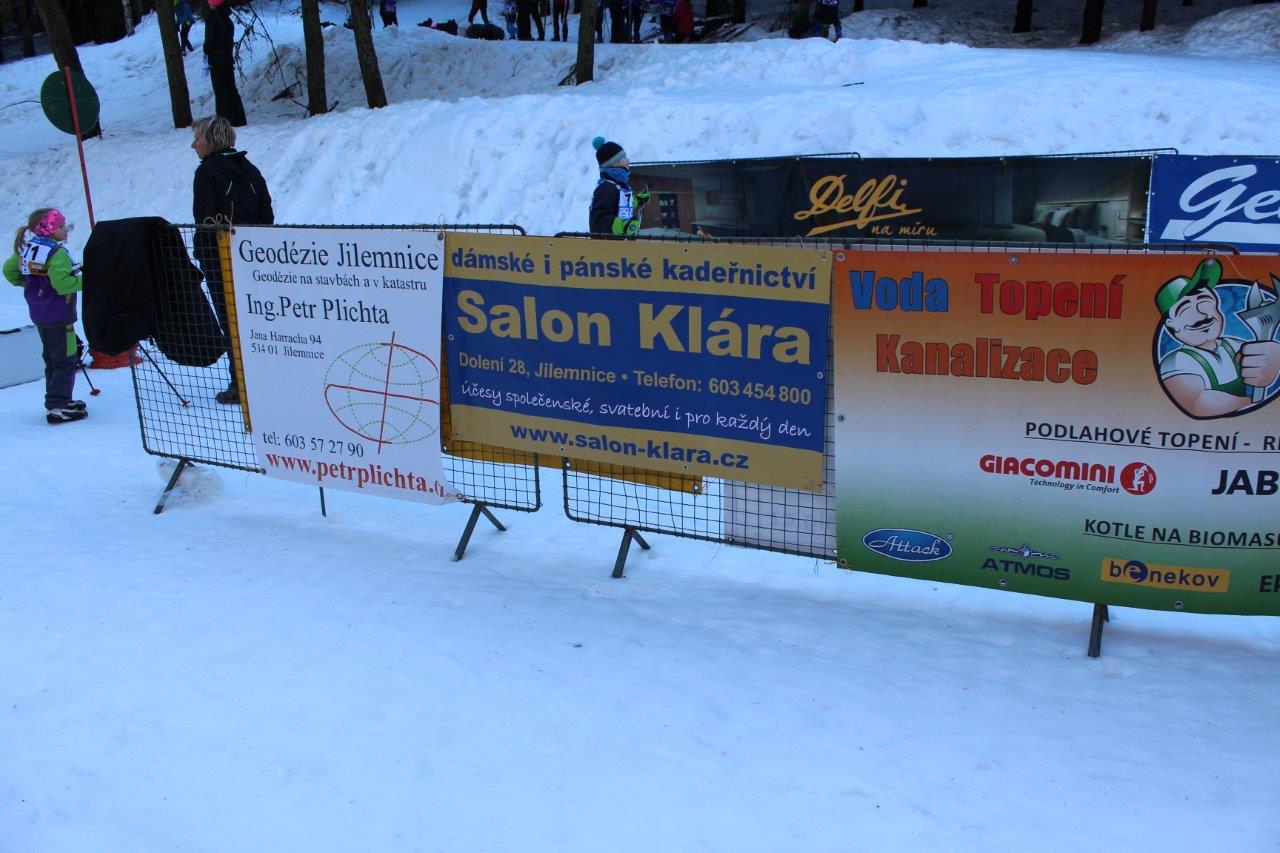 Geodézie Jilemnice
Geodézie na stavbách a v katastru
Ing.Petr Plichta
Jana Harracha 94
514 01 Jilemnice
tel: 603 57 27 90
www.petrplichta.
dámské i pánské kadeřnictví
Salon Klára
Dolení 28, Jilemnice • Telefon: 603 454 800
účesy společenské, svatební i pro každý den
www.salon-klara.cz
Delfi
na míru
Ge
Voda Topení
Kanalizace
PODLAHOVÉ TOPENÍ - R
GIACOMINI
Technology in Comfort
JAB
KOTLE NA BIOMASU
Attack
ATMOS
benekov